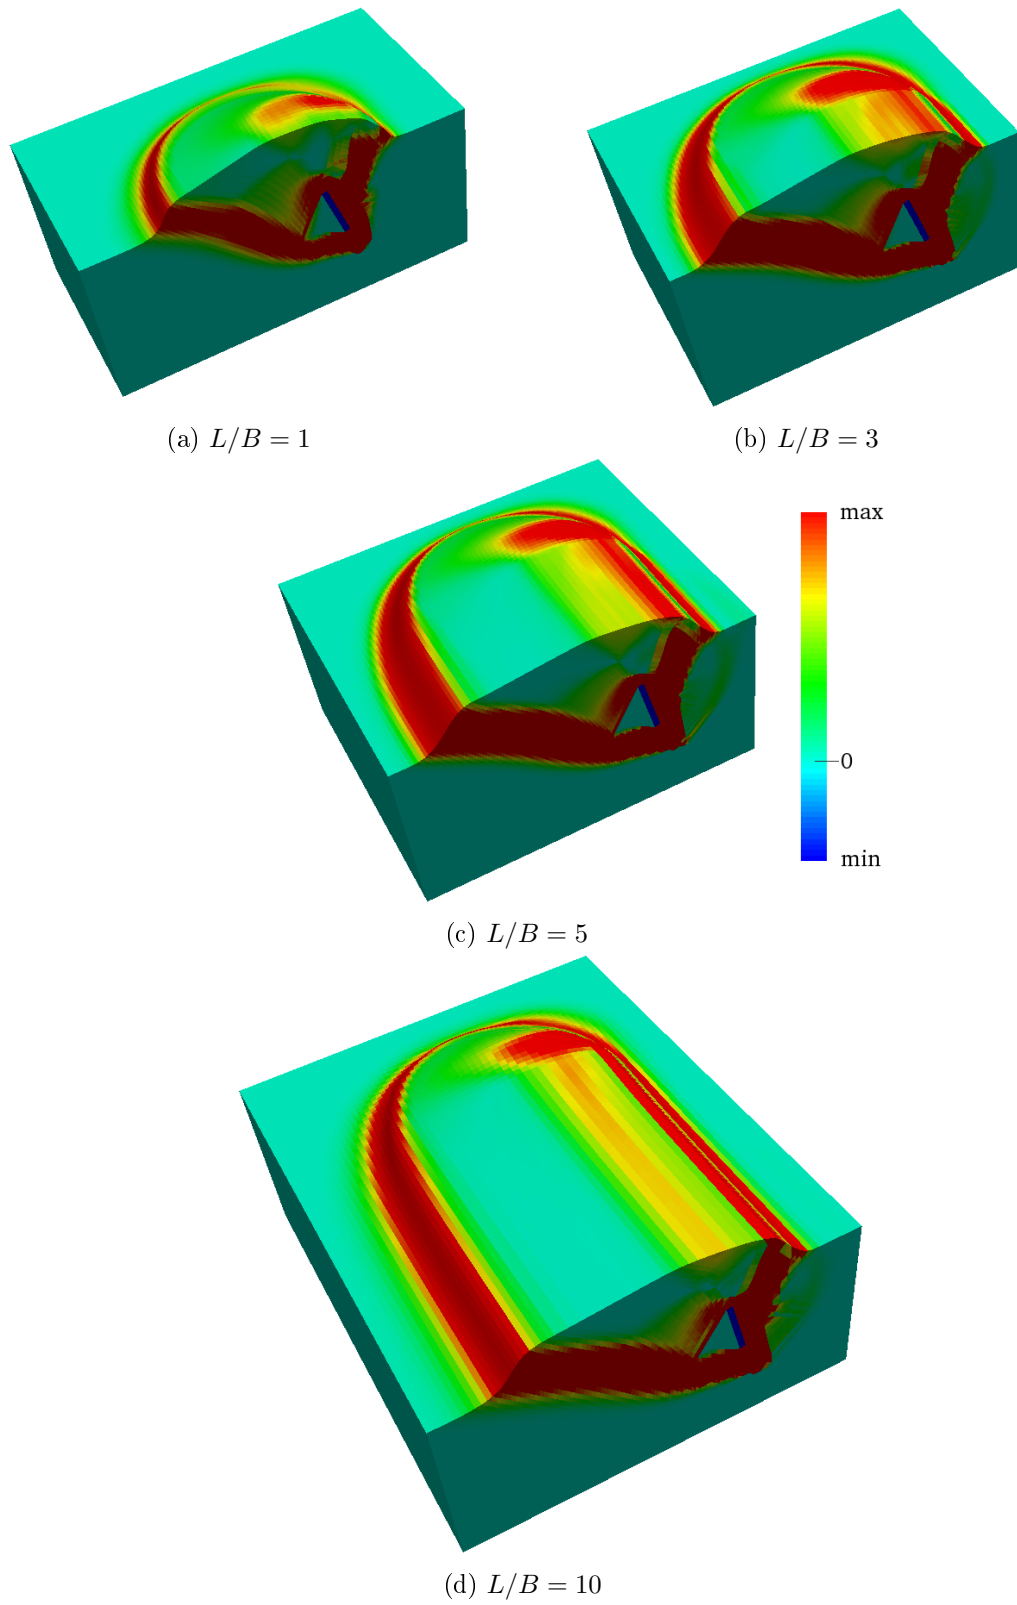 (a) L/B = 1
(b) L/B = 3
max
0
min
(c) L/B = 5
(d) L/B = 10